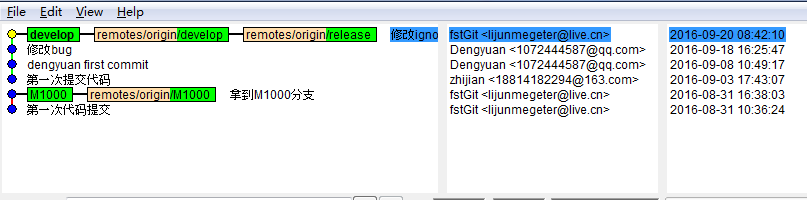 File Edit View Help
develop remotes/origin/develop remotes/origin/release 修改igno fstGit <lijunmegeter@live.cn> 2016-09-20 08:42:10
修改bug Dengyuan <1072444587@qq.com> 2016-09-18 16:25:47
dengyuan first commit Dengyuan <1072444587@qq.com> 2016-09-08 10:49:17
第一次提交代码 zhijian <18814182294@163.com> 2016-09-03 17:43:07
M1000 remotes/origin/M1000 拿到M1000分支 fstGit <lijunmegeter@live.cn> 2016-08-31 16:38:03
第一次代码提交 fstGit <lijunmegeter@live.cn> 2016-08-31 10:36:24